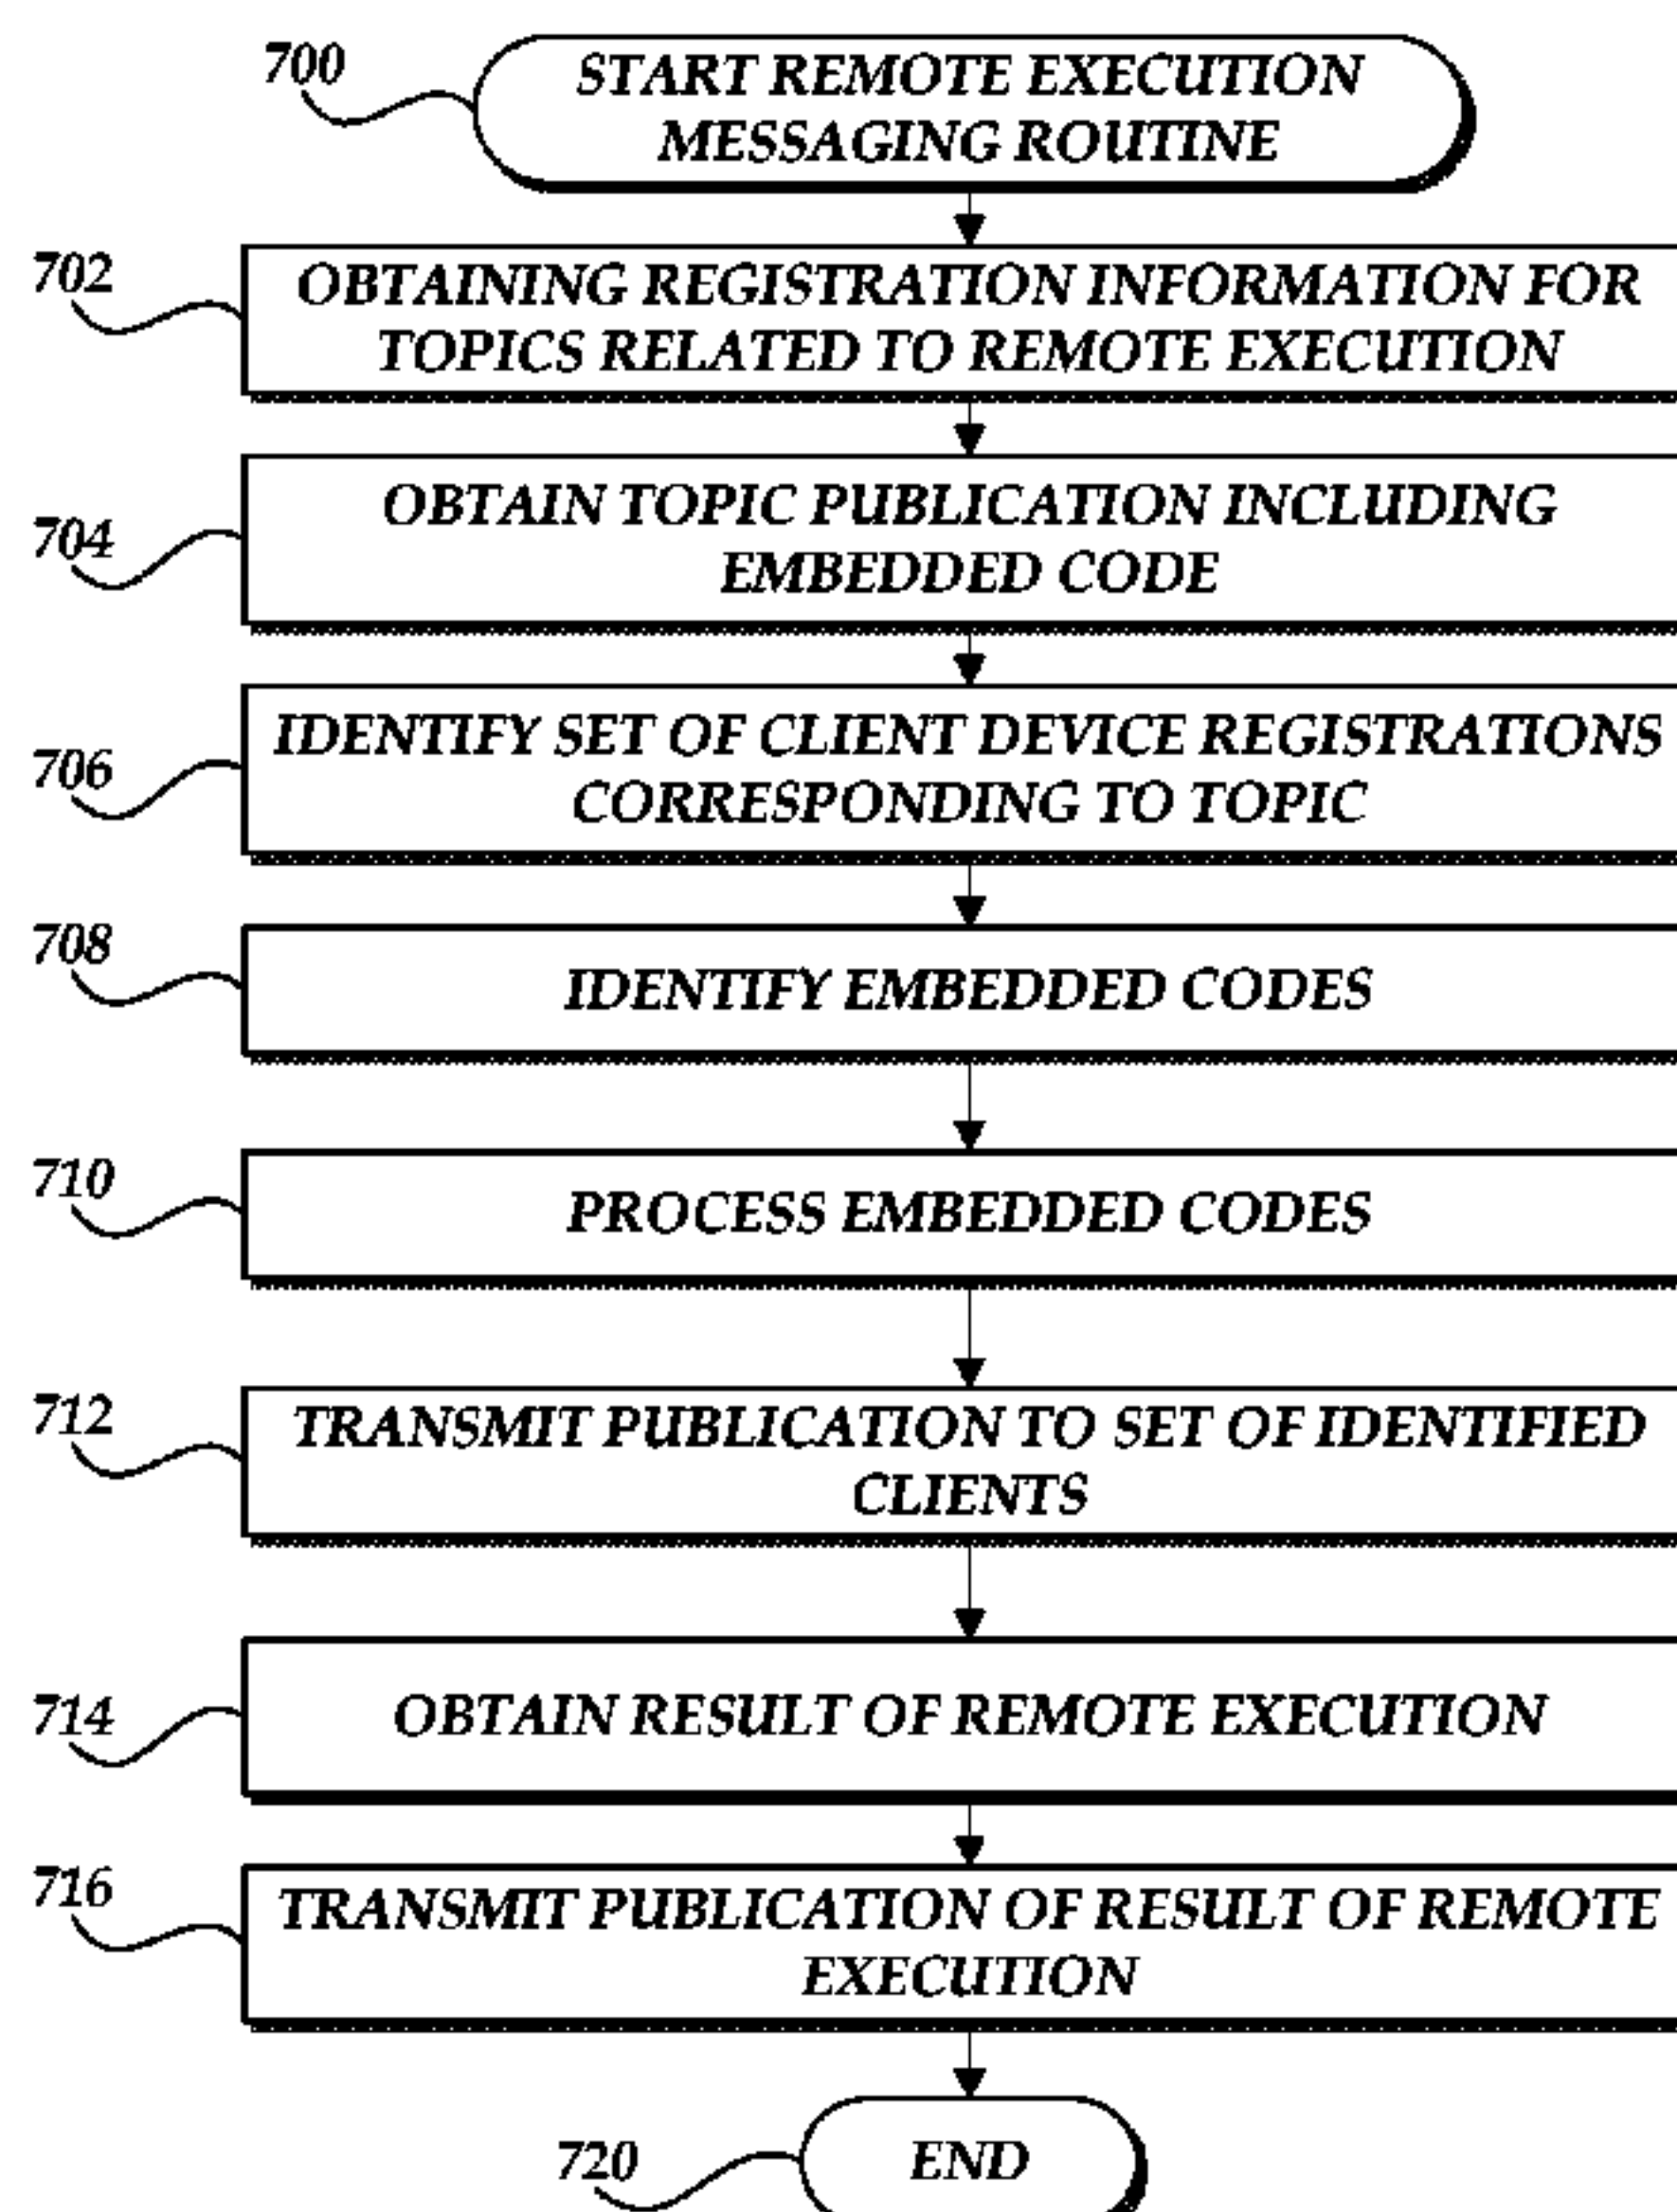 700
START REMOTE EXECUTION
MESSAGING ROUTINE
702
OBTAINING REGISTRATION INFORMATION FOR
TOPICS RELATED TO REMOTE EXECUTION
704
OBTAIN TOPIC PUBLICATION INCLUDING
EMBEDDED CODE
706
IDENTIFY SET OF CLIENT DEVICE REGISTRATIONS
CORRESPONDING TO TOPIC
708
IDENTIFY EMBEDDED CODES
710
PROCESS EMBEDDED CODES
712
TRANSMIT PUBLICATION TO SET OF IDENTIFIED
CLIENTS
714
OBTAIN RESULT OF REMOTE EXECUTION
716
TRANSMIT PUBLICATION OF RESULT OF REMOTE
EXECUTION
720
END